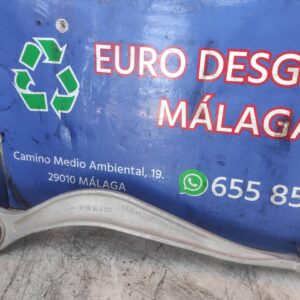 EURO DESG
MÁLAGA
Camino Medio Ambiental, 19.
29010 MÁLAGA
655 85